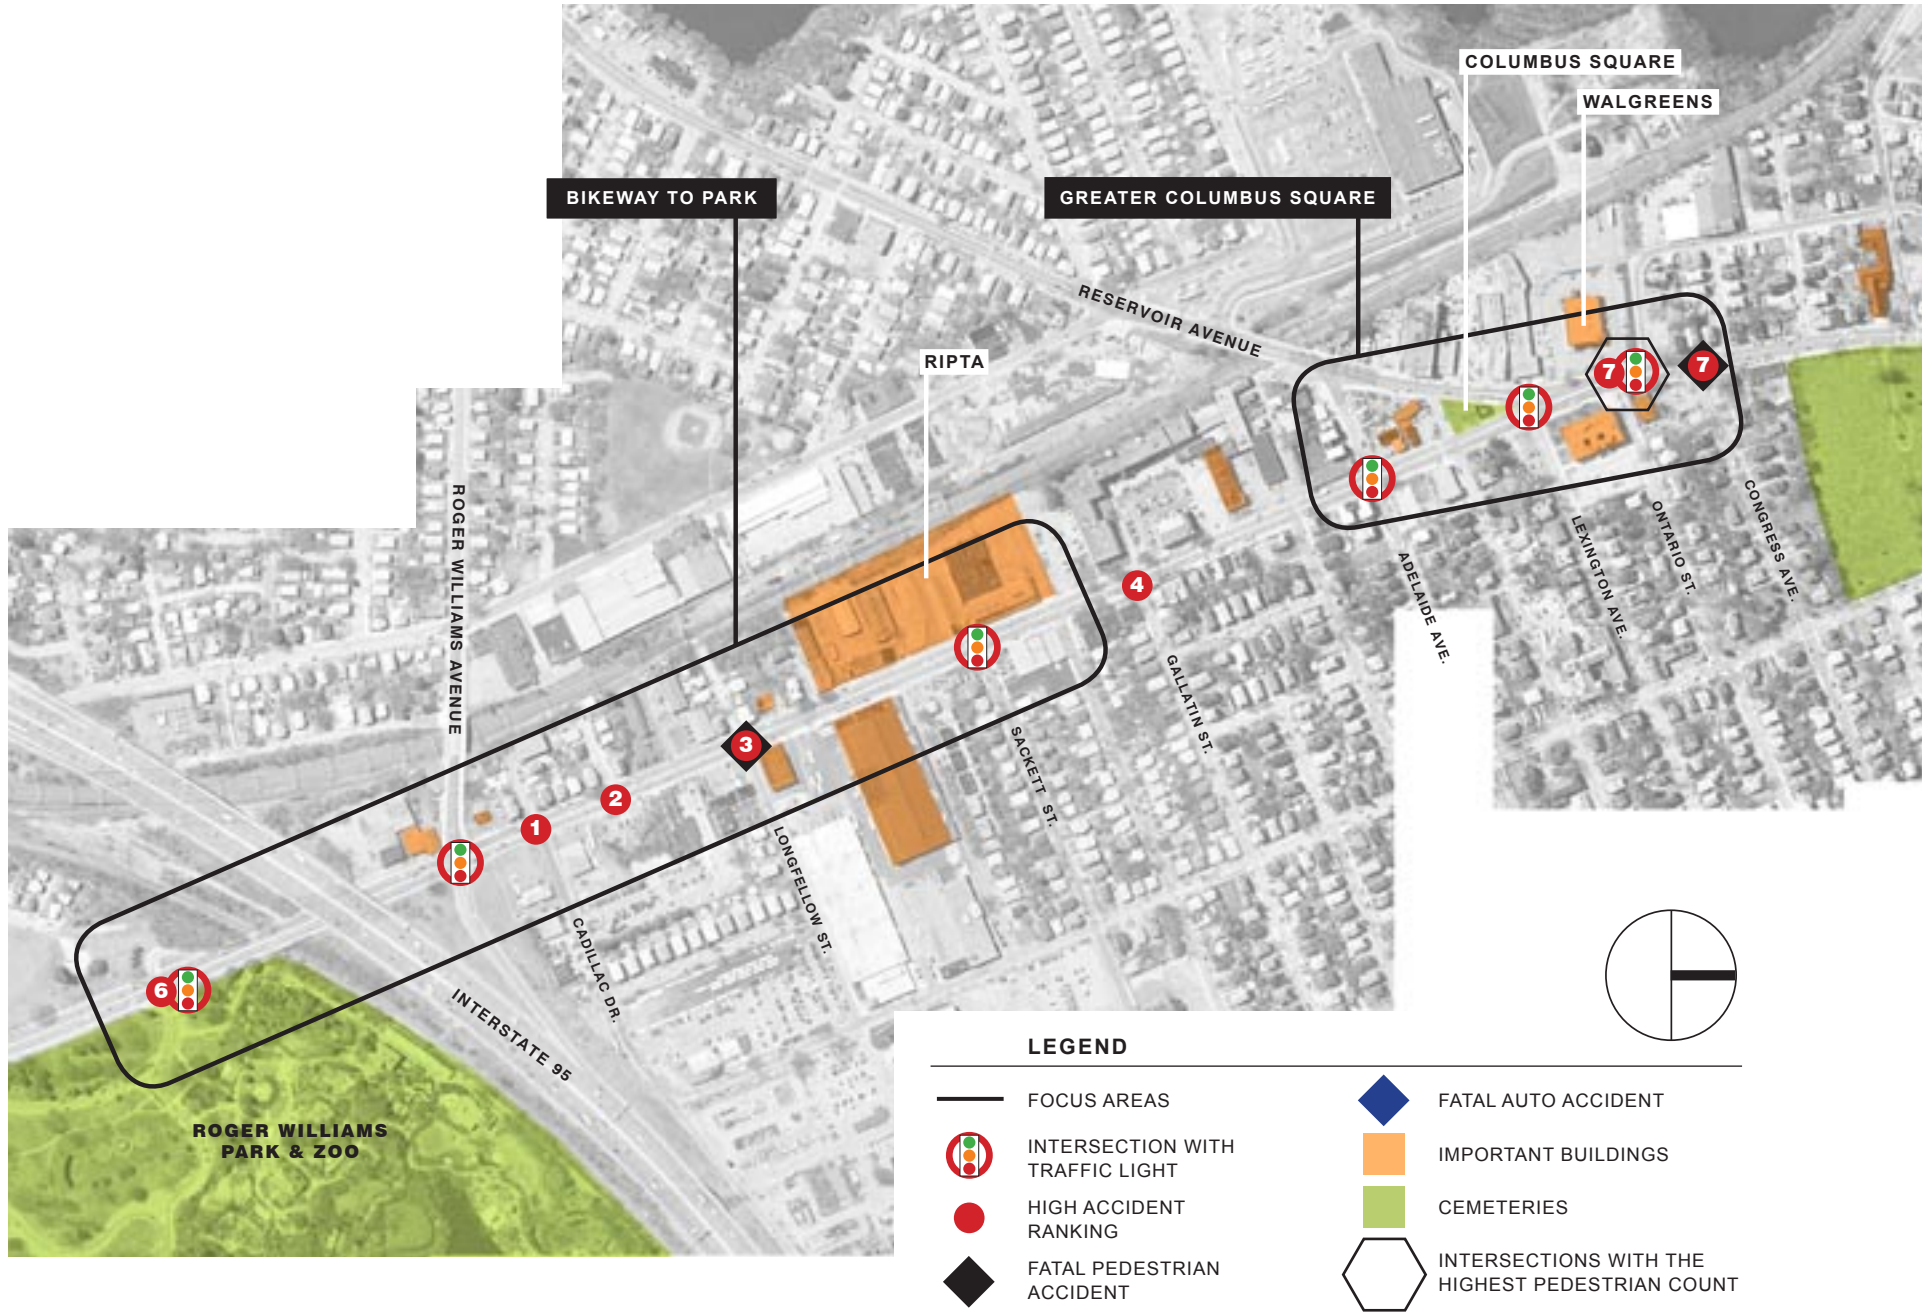 COLUMBUS SQUARE
WALGREENS
BIKEWAY TO PARK
GREATER COLUMBUS SQUARE
RESERVOIR AVENUE
RIPTA
7
7
ROGER WILLIAMS AVENUE
CONGRESS AVE.
ONTARIO ST.
LEXINGTON AVE.
ADELAIDE AVE.
4
GALLATIN ST.
SACKETT ST.
3
2
1
LONGFELLOW ST.
CADILLAC DR.
6
INTERSTATE 95
ROGER WILLIAMS
PARK & ZOO
LEGEND
FOCUS AREAS
INTERSECTION WITH
TRAFFIC LIGHT
HIGH ACCIDENT
RANKING
FATAL PEDESTRIAN
ACCIDENT
FATAL AUTO ACCIDENT
IMPORTANT BUILDINGS
CEMETERIES
INTERSECTIONS WITH THE
HIGHEST PEDESTRIAN COUNT